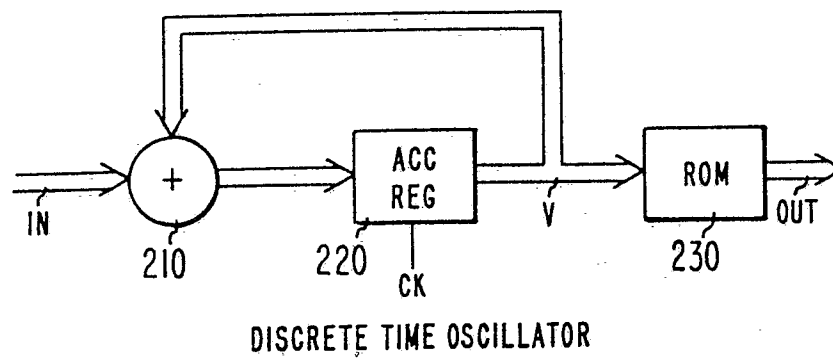 +
ACC
REG
ROM
IN
V
OUT
210
220
230
CK
DISCRETE TIME OSCILLATOR